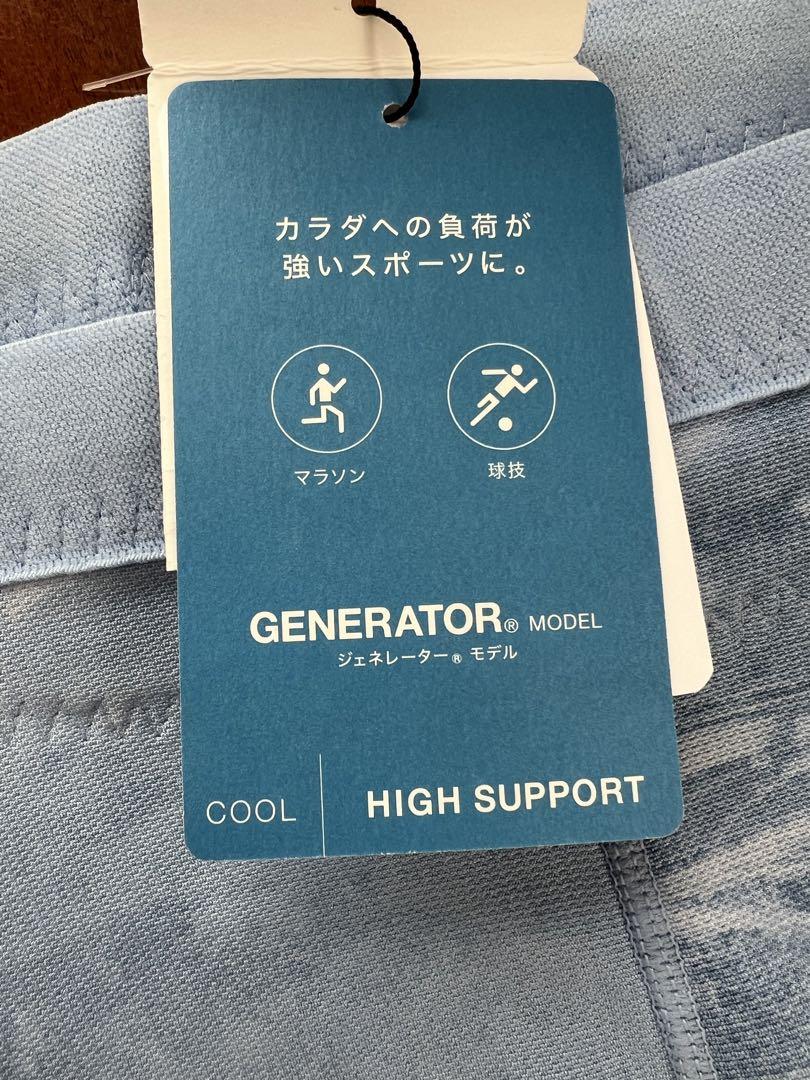 カラダへの負荷が
強いスポーツに。
マラソン
球技
GENERATOR® MODEL
ジェネレーター® モデル
COOL
HIGH SUPPORT